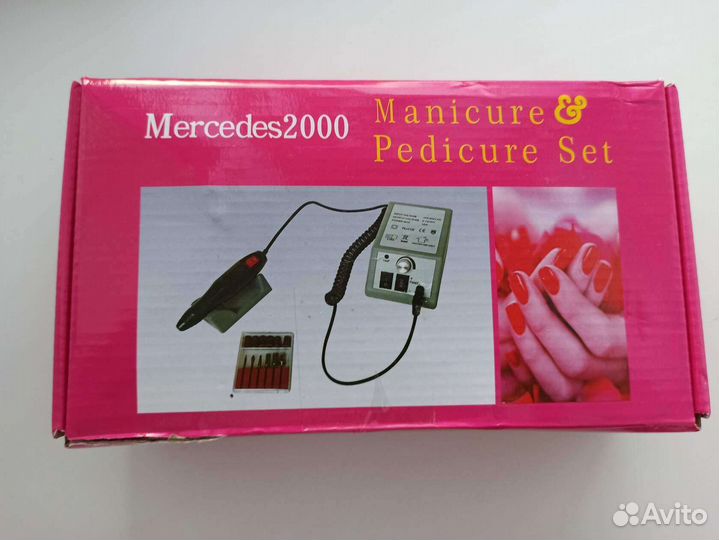 Mercedes2000
Manicure &
Pedicure Set
Avito